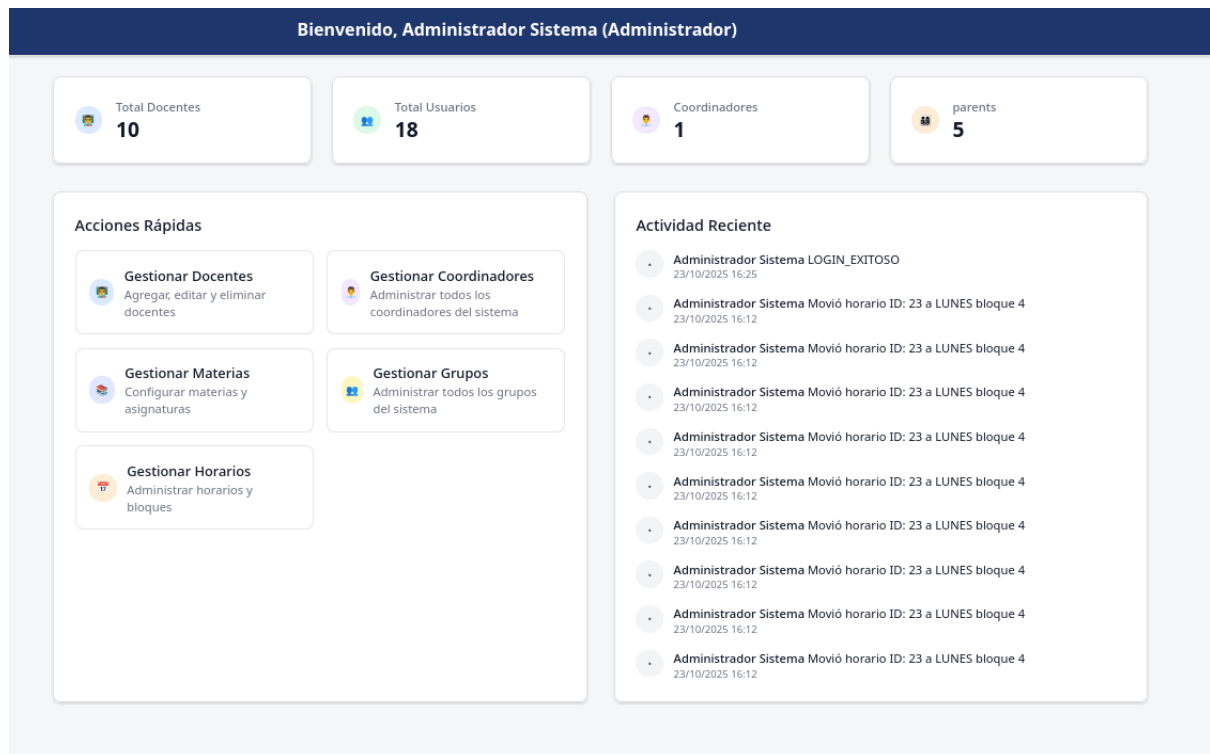 Bienvenido, Administrador Sistema (Administrador)
Total Docentes
10
Total Usuarios
18
Coordinadores
1
parents
5
Acciones Rápidas
Gestionar Docentes
Agregar, editar y eliminar
docentes
Gestionar Coordinadores
Administrar todos los
coordinadores del sistema
Gestionar Materias
Configurar materias y
asignaturas
Gestionar Grupos
Administrar todos los grupos
del sistema
Gestionar Horarios
Administrar horarios y
bloques
Actividad Reciente
Administrador Sistema LOGIN_EXITOSO
23/10/2025 16:25
Administrador Sistema Movió horario ID: 23 a LUNES bloque 4
23/10/2025 16:12
Administrador Sistema Movió horario ID: 23 a LUNES bloque 4
23/10/2025 16:12
Administrador Sistema Movió horario ID: 23 a LUNES bloque 4
23/10/2025 16:12
Administrador Sistema Movió horario ID: 23 a LUNES bloque 4
23/10/2025 16:12
Administrador Sistema Movió horario ID: 23 a LUNES bloque 4
23/10/2025 16:12
Administrador Sistema Movió horario ID: 23 a LUNES bloque 4
23/10/2025 16:12
Administrador Sistema Movió horario ID: 23 a LUNES bloque 4
23/10/2025 16:12
Administrador Sistema Movió horario ID: 23 a LUNES bloque 4
23/10/2025 16:12
Administrador Sistema Movió horario ID: 23 a LUNES bloque 4
23/10/2025 16:12